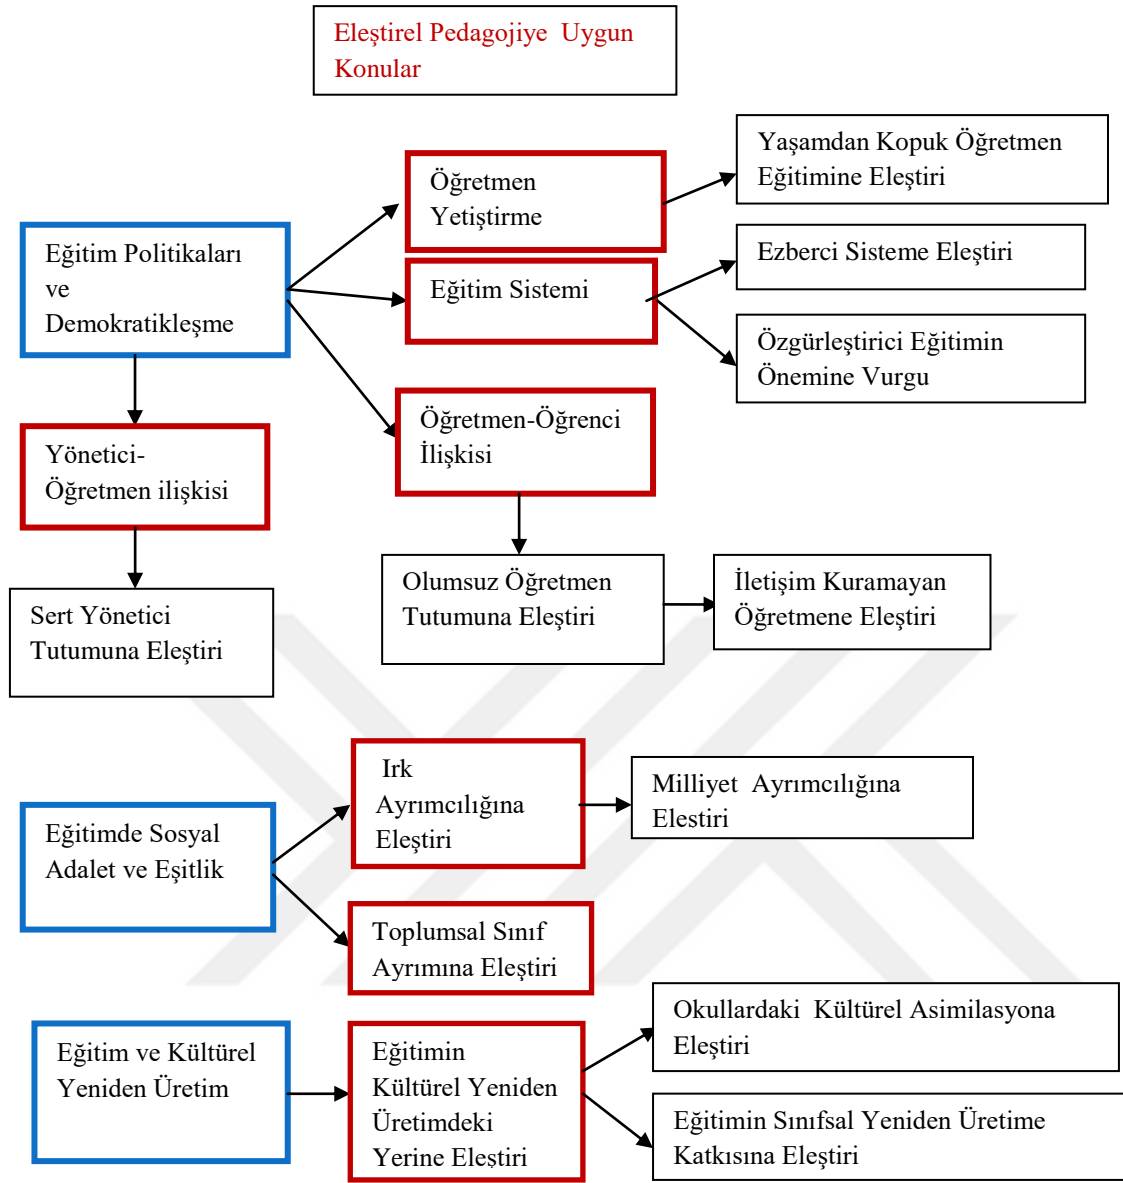 Eleştirel Pedagojiye Uygun
Konular
Yaşamdan Kopuk Öğretmen
Eğitimine Eleştiri
Öğretmen
Yetiştirme
Eğitim Politikaları
ve
Demokratikleşme
Ezberci Sisteme Eleştiri
Eğitim Sistemi
Özgürleştirici Eğitimin
Önemine Vurgu
Öğretmen-Öğrenci
İlişkisi
Yönetici-
Öğretmen ilişkisi
Olumsuz Öğretmen
Tutumuna Eleştiri
İletişim Kuramayan
Öğretmene Eleştiri
Sert Yönetici
Tutumuna Eleştiri
Irk
Ayrımcılığına
Eleştiri
Milliyet Ayrımcılığına
Elestiri
Eğitimde Sosyal
Adalet ve Eşitlik
Toplumsal Sınıf
Ayrımına Eleştiri
Okullardaki Kültürel Asimilasyona
Eleştiri
Eğitim ve Kültürel
Yeniden Üretim
Eğitimin
Kültürel Yeniden
Üretimdeki
Yerine Eleştiri
Eğitimin Sınıfsal Yeniden Üretime
Katkısına Eleştiri